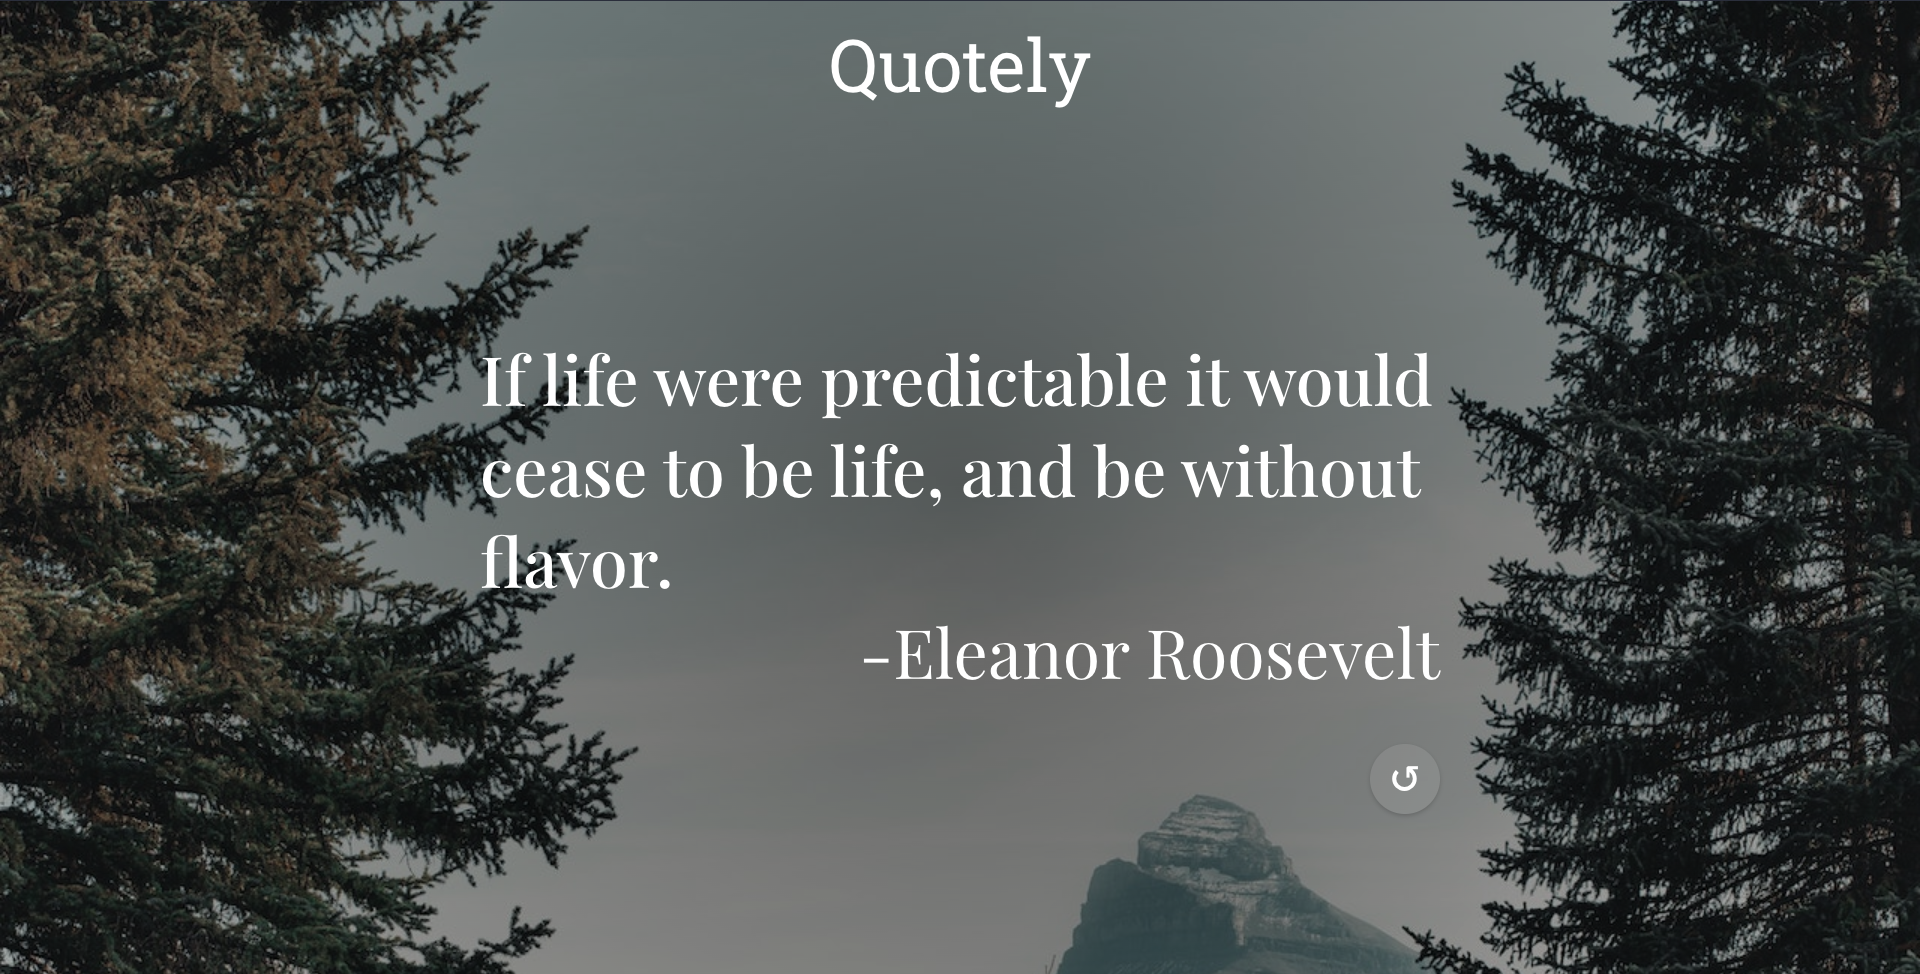 Quotely
If life were predictable it would
cease to be life, and be without
flavor.
-Eleanor Roosevelt
↺